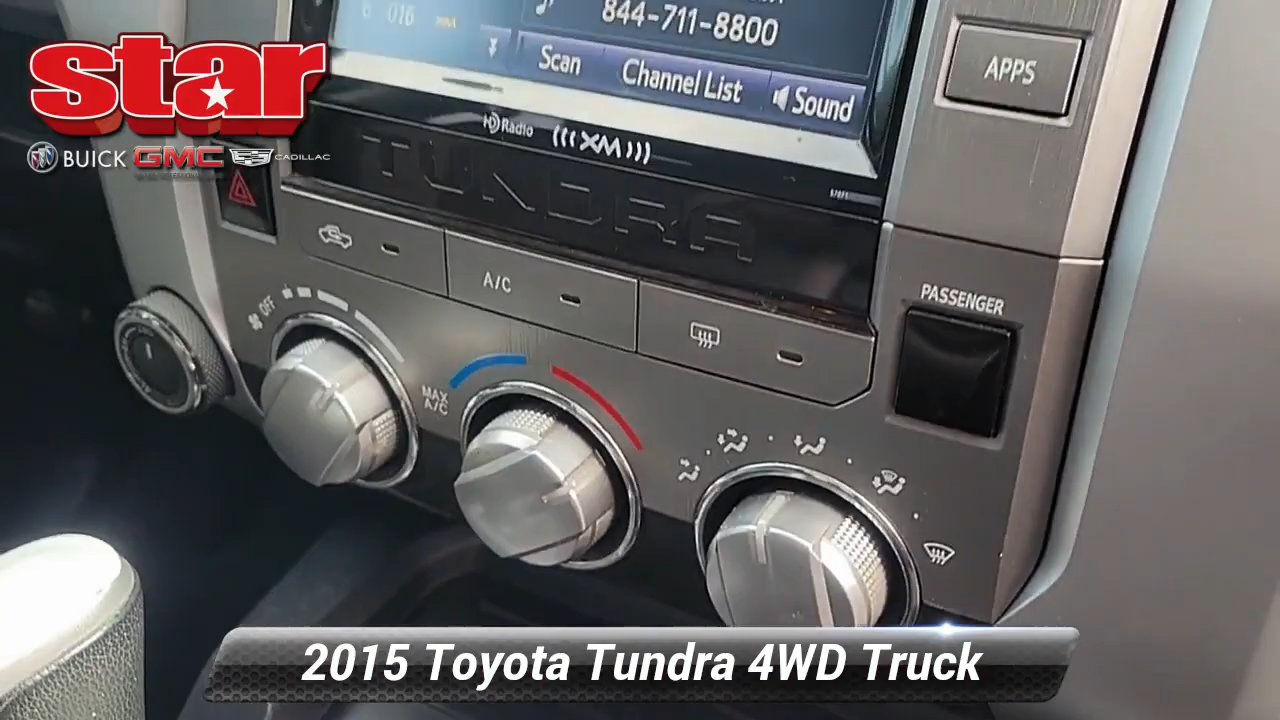 844-711-8800
Scan
Channel List
Sound
APPS
star
BUICK GMC CADILLAC
HD Radio
((( XM )))
TUNDRA
OFF
A/C
PASSENGER
MAX
A/C
2015 Toyota Tundra 4WD Truck